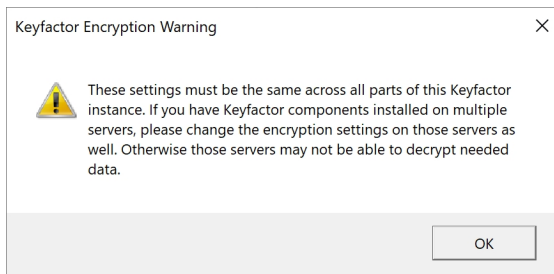 Keyfactor Encryption Warning
These settings must be the same across all parts of this Keyfactor
instance. If you have Keyfactor components installed on multiple
servers, please change the encryption settings on those servers as
well. Otherwise those servers may not be able to decrypt needed
data.
OK